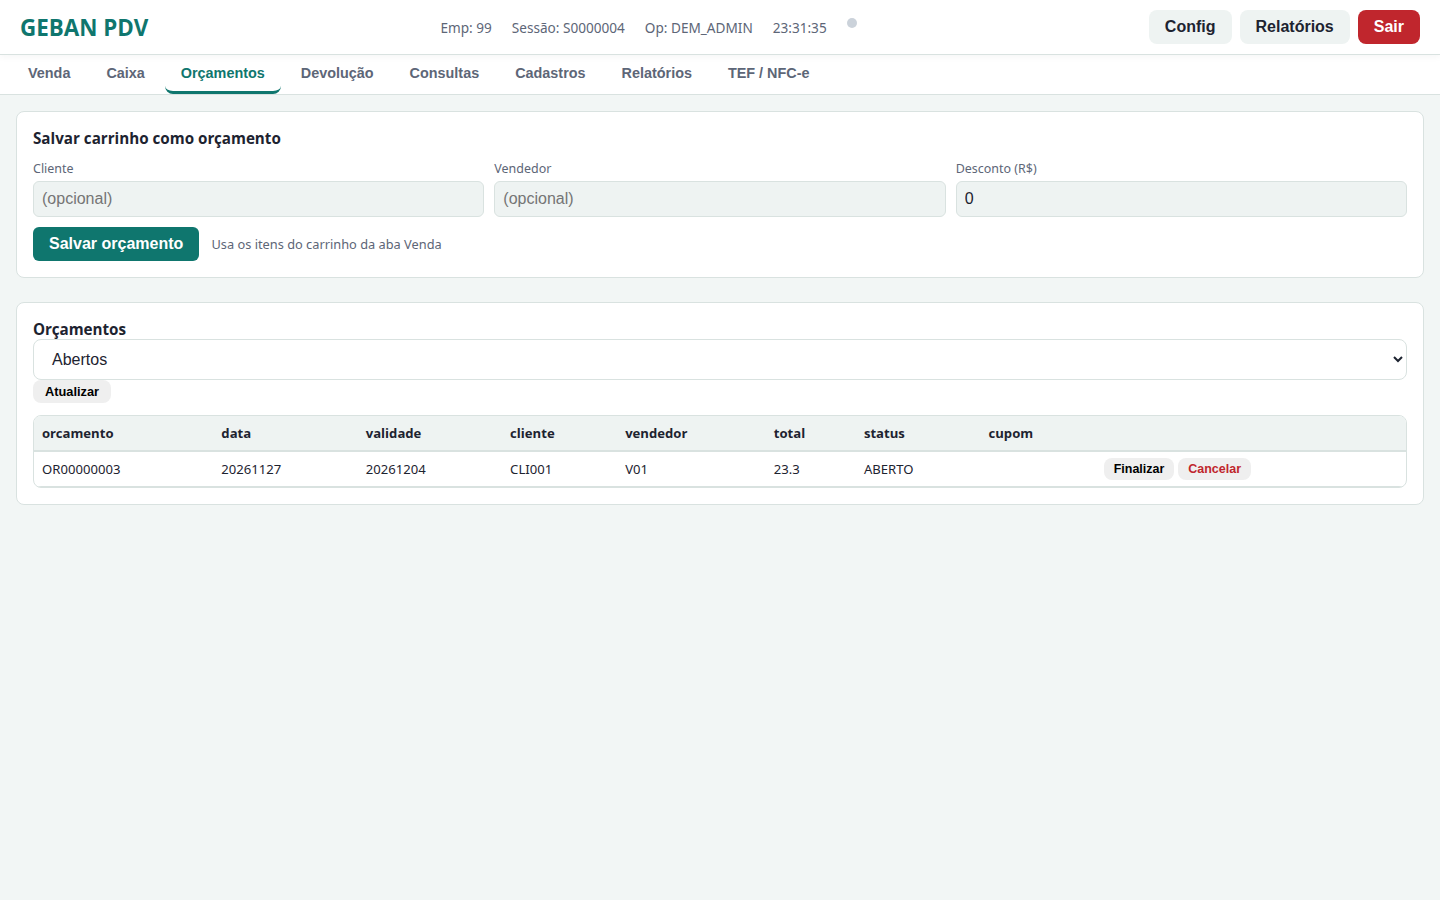 GEBAN PDV
Emp: 99 Sessão: S0000004 Op: DEM_ADMIN 23:31:35
Config Relatórios Sair
Venda Caixa Orçamentos Devolução Consultas Cadastros Relatórios TEF / NFC-e
Salvar carrinho como orçamento
Cliente Vendedor Desconto (R$)
(opcional) (opcional) 0
Salvar orçamento Usa os itens do carrinho da aba Venda
Orçamentos
Abertos
Atualizar
orcamento data validade cliente vendedor total status cupom
OR00000003 20261127 20261204 CLI001 V01 23.3 ABERTO Finalizar Cancelar